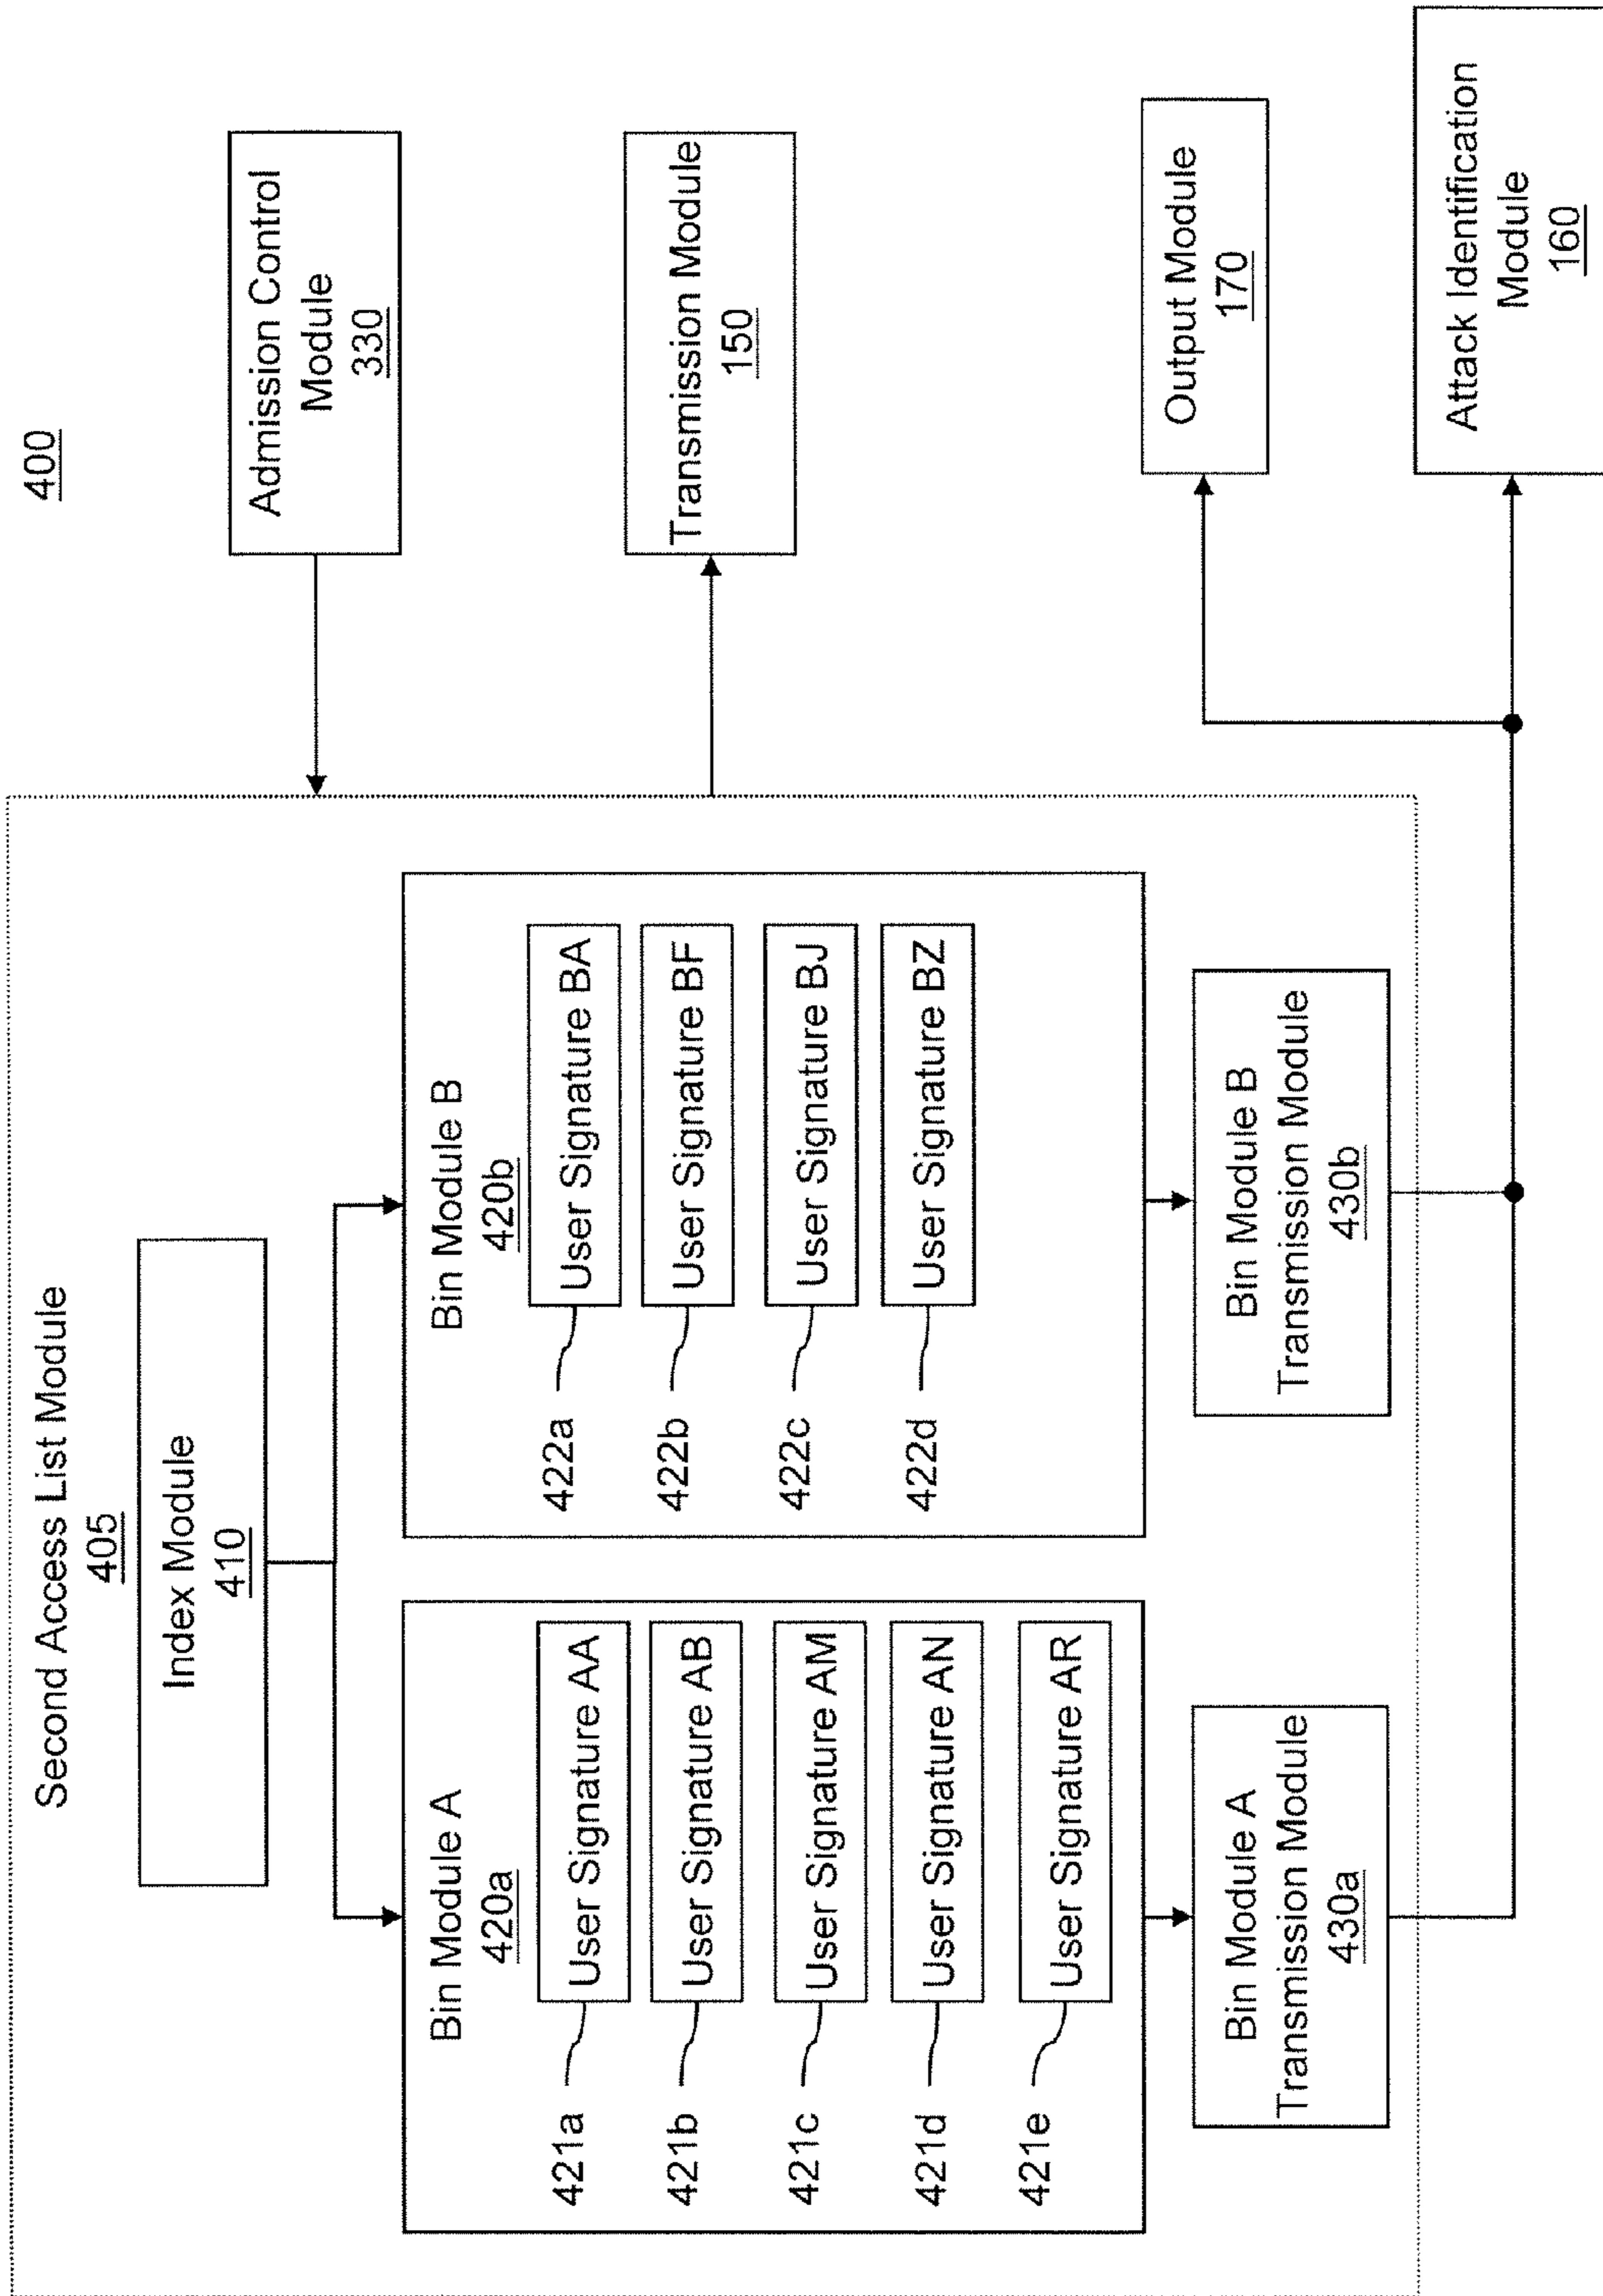 400
Second Access List Module
405
Index Module
410
Bin Module A
420a
421a
User Signature AA
421b
User Signature AB
421c
User Signature AM
421d
User Signature AN
421e
User Signature AR
Bin Module B
420b
422a
User Signature BA
422b
User Signature BF
422c
User Signature BJ
422d
User Signature BZ
Bin Module A
Transmission Module
430a
Bin Module B
Transmission Module
430b
Admission Control
Module
330
Transmission Module
150
Output Module
170
Attack Identification
Module
160